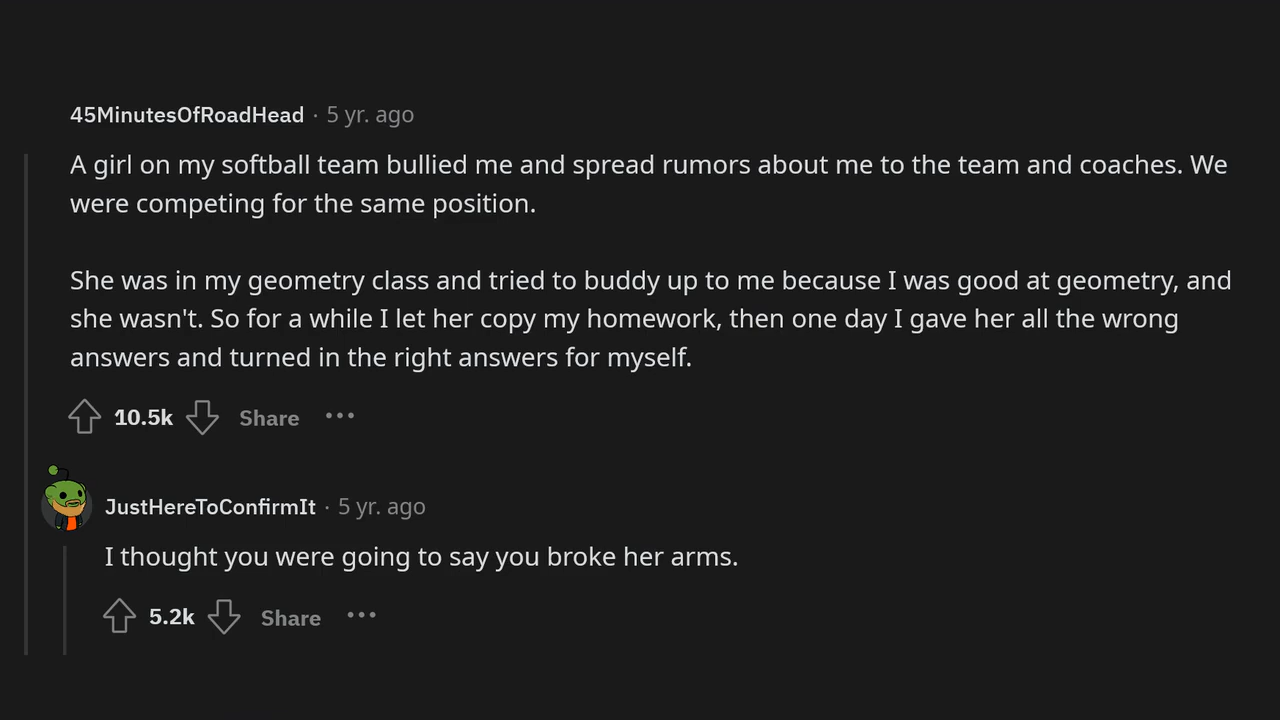 45MinutesOfRoadHead · 5 yr. ago
A girl on my softball team bullied me and spread rumors about me to the team and coaches. We
were competing for the same position.
She was in my geometry class and tried to buddy up to me because I was good at geometry, and
she wasn't. So for a while I let her copy my homework, then one day I gave her all the wrong
answers and turned in the right answers for myself.
10.5k Share ···
JustHereToConfirmIt · 5 yr. ago
I thought you were going to say you broke her arms.
5.2k Share ···